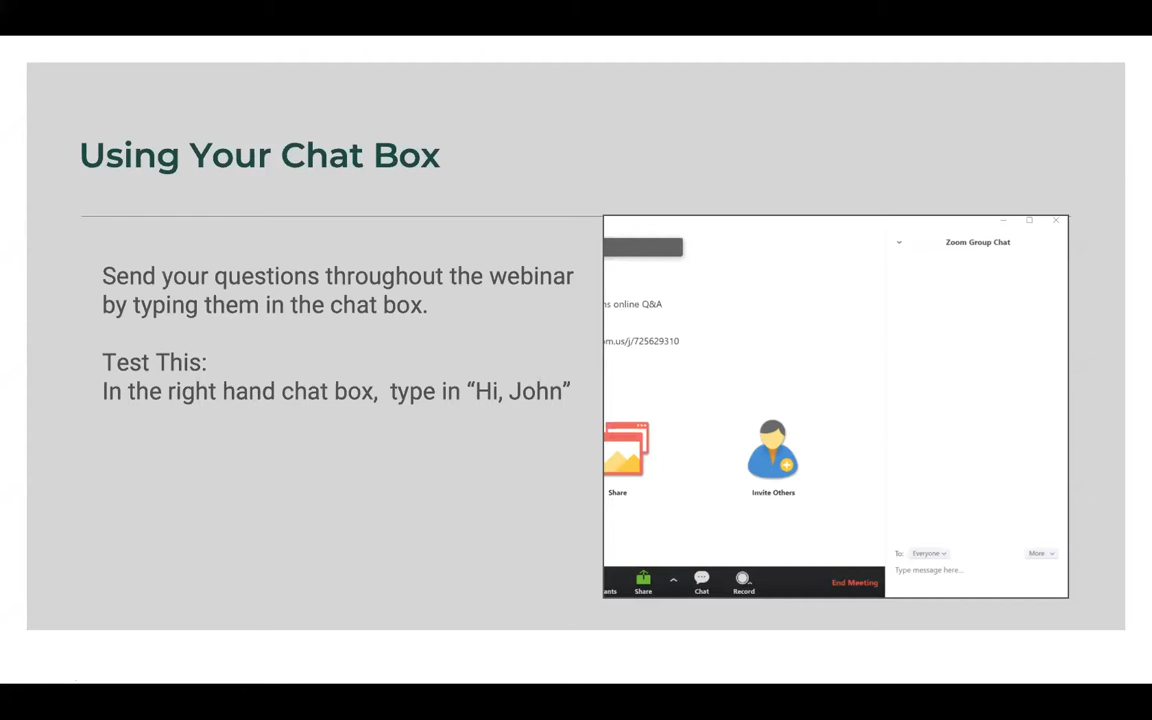 Using Your Chat Box
Send your questions throughout the webinar
by typing them in the chat box.
Test This:
In the right hand chat box, type in “Hi, John”
Zoom Group Chat
ns online Q&A
om.us/j/725629310
Share
Invite Others
To: Everyone
More
Type message here...
ants
Share
Chat
Record
End Meeting